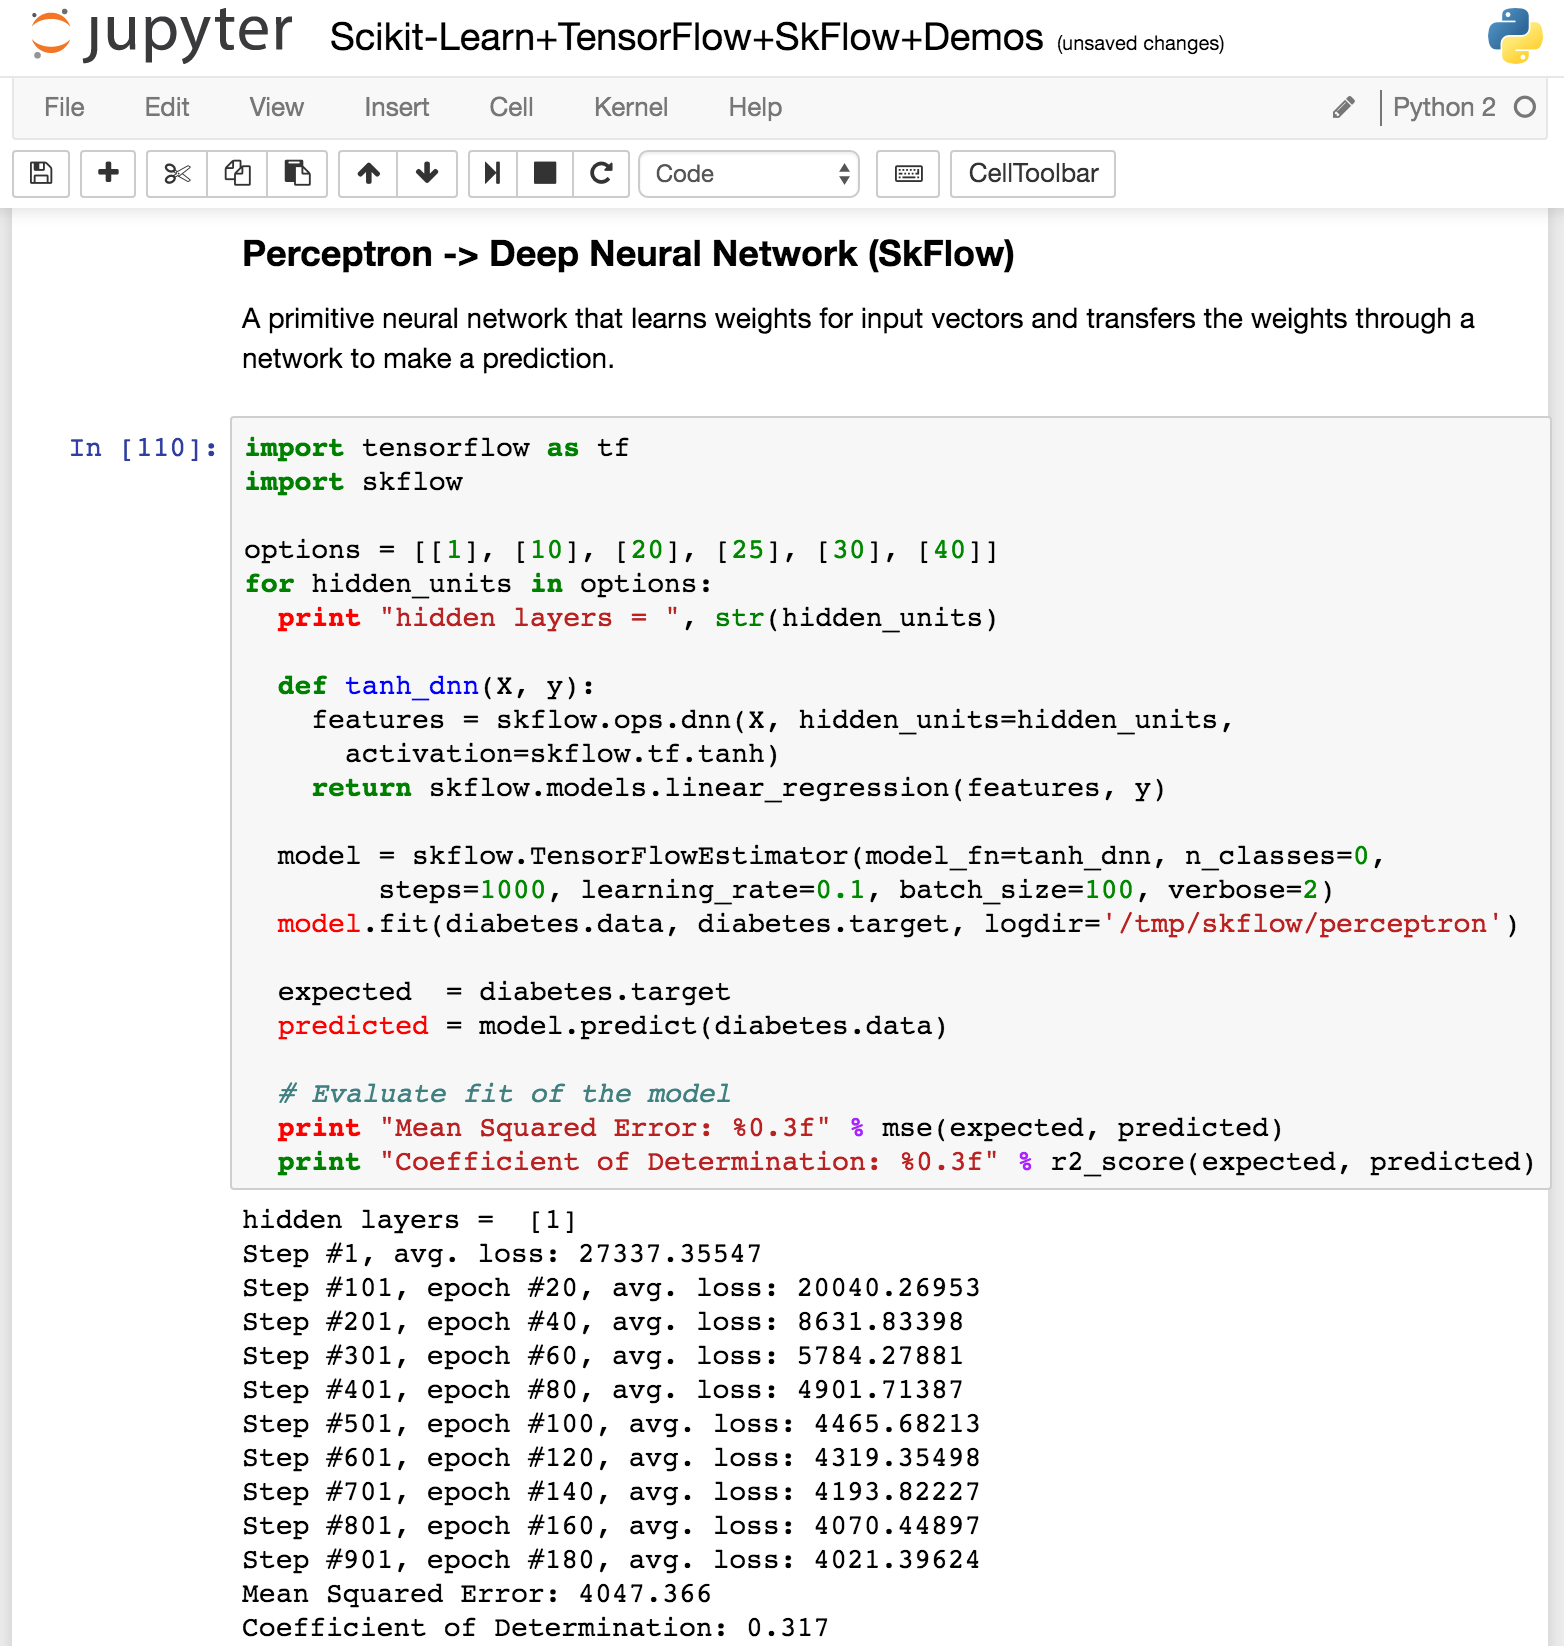 jupyter Scikit-Learn+TensorFlow+SkFlow+Demos (unsaved changes)
File Edit View Insert Cell Kernel Help Python 2
Code CellToolbar
Perceptron -> Deep Neural Network (SkFlow)
A primitive neural network that learns weights for input vectors and transfers the weights through a
network to make a prediction.
In [110]: import tensorflow as tf
import skflow
options = [[1], [10], [20], [25], [30], [40]]
for hidden_units in options:
  print "hidden layers = ", str(hidden_units)
  def tanh_dnn(X, y):
    features = skflow.ops.dnn(X, hidden_units=hidden_units,
      activation=skflow.tf.tanh)
    return skflow.models.linear_regression(features, y)
  model = skflow.TensorFlowEstimator(model_fn=tanh_dnn, n_classes=0,
        steps=1000, learning_rate=0.1, batch_size=100, verbose=2)
  model.fit(diabetes.data, diabetes.target, logdir='/tmp/skflow/perceptron')
  expected  = diabetes.target
  predicted = model.predict(diabetes.data)
  # Evaluate fit of the model
  print "Mean Squared Error: %0.3f" % mse(expected, predicted)
  print "Coefficient of Determination: %0.3f" % r2_score(expected, predicted)
hidden layers =  [1]
Step #1, avg. loss: 27337.35547
Step #101, epoch #20, avg. loss: 20040.26953
Step #201, epoch #40, avg. loss: 8631.83398
Step #301, epoch #60, avg. loss: 5784.27881
Step #401, epoch #80, avg. loss: 4901.71387
Step #501, epoch #100, avg. loss: 4465.68213
Step #601, epoch #120, avg. loss: 4319.35498
Step #701, epoch #140, avg. loss: 4193.82227
Step #801, epoch #160, avg. loss: 4070.44897
Step #901, epoch #180, avg. loss: 4021.39624
Mean Squared Error: 4047.366
Coefficient of Determination: 0.317